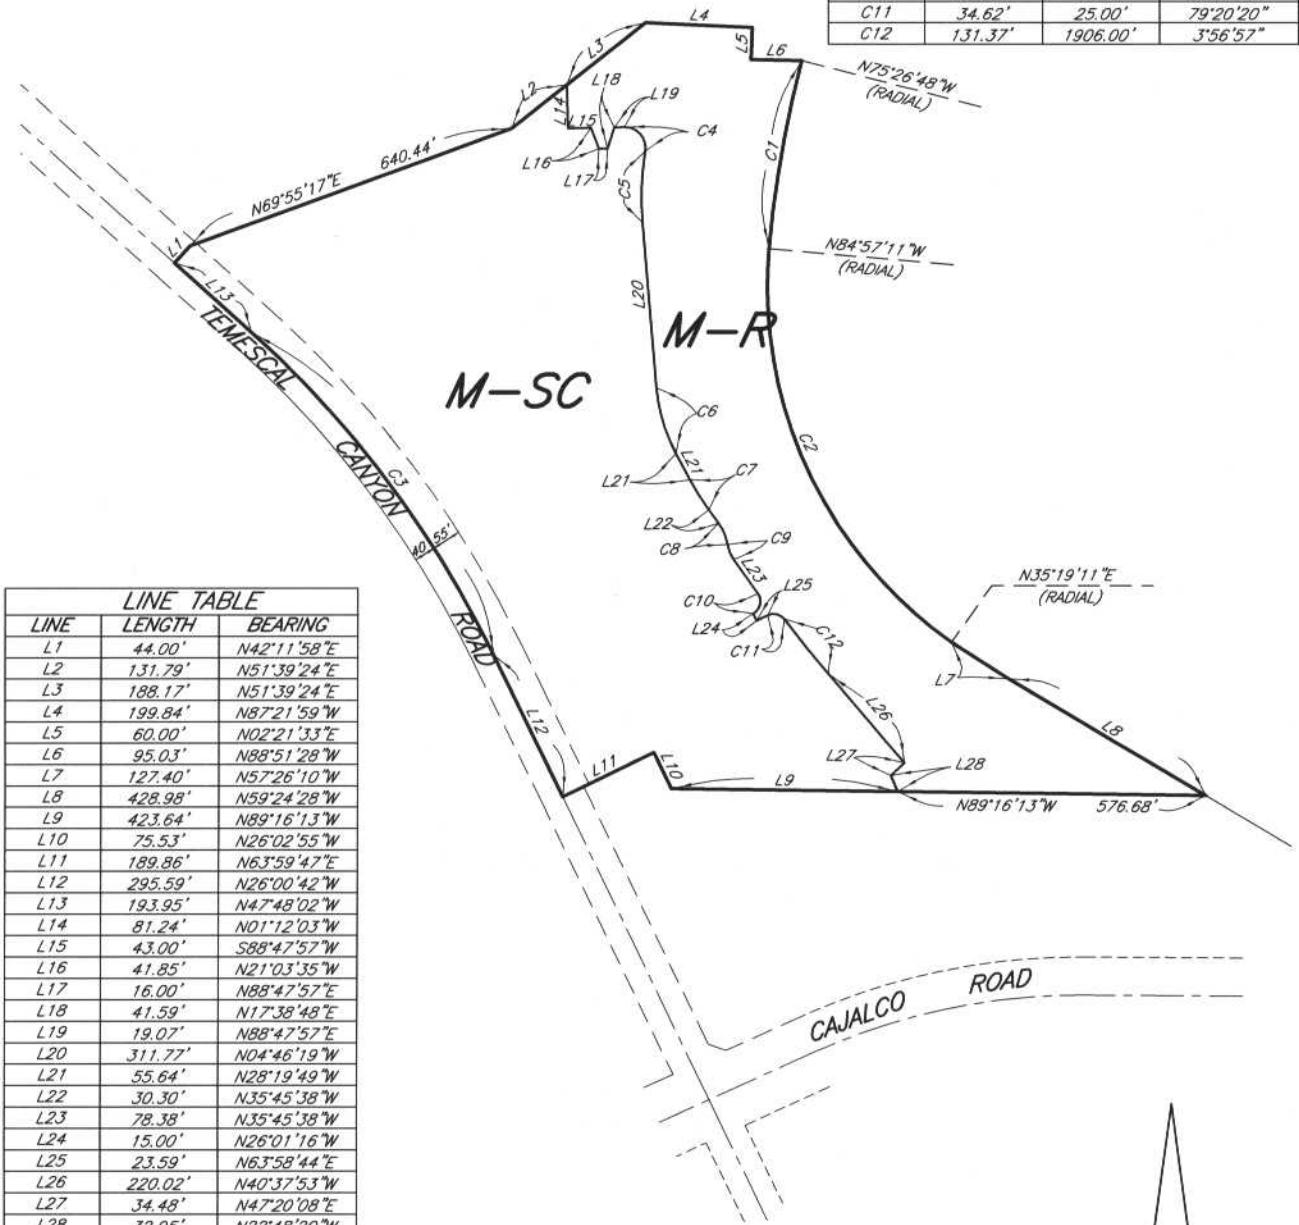 C11 34.62' 25.00' 79°20'20"
C12 131.37' 1906.00' 3°56'57"
L4
L3
L5
L6
N75°26'48"W
(RADIAL)
L2
L18
L14
L19
L15
C4
C1
640.44'
L16
L17
C5
N69°55'17"E
N84°57'11"W
(RADIAL)
L1
L13
L20
TEMESCAL
M-R
M-SC
C6
C2
CANYON
C3
L21
L21
C7
40'
55'
L22
C8
C9
L23
N35°19'11"E
(RADIAL)
C10
L25
L24
C11
C12
ROAD
L7
L26
L8
L12
L11
L10
L27
L28
L9
N89°16'13"W 576.68'
LINE TABLE
LINE LENGTH BEARING
L1 44.00' N42°11'58"E
L2 131.79' N51°39'24"E
L3 188.17' N51°39'24"E
L4 199.84' N87°21'59"W
L5 60.00' N02°21'33"E
L6 95.03' N88°51'28"W
L7 127.40' N57°26'10"W
L8 428.98' N59°24'28"W
L9 423.64' N89°16'13"W
L10 75.53' N26°02'55"W
L11 189.86' N63°59'47"E
L12 295.59' N26°00'42"W
L13 193.95' N47°48'02"W
L14 81.24' N01°12'03"W
L15 43.00' S88°47'57"W
L16 41.85' N21°03'35"W
L17 16.00' N88°47'57"E
L18 41.59' N17°38'48"E
L19 19.07' N88°47'57"E
L20 311.77' N04°46'19"W
L21 55.64' N28°19'49"W
L22 30.30' N35°45'38"W
L23 78.38' N35°45'38"W
L24 15.00' N26°01'16"W
L25 23.59' N63°58'44"E
L26 220.02' N40°37'53"W
L27 34.48' N47°20'08"E
L28
CAJALCO ROAD